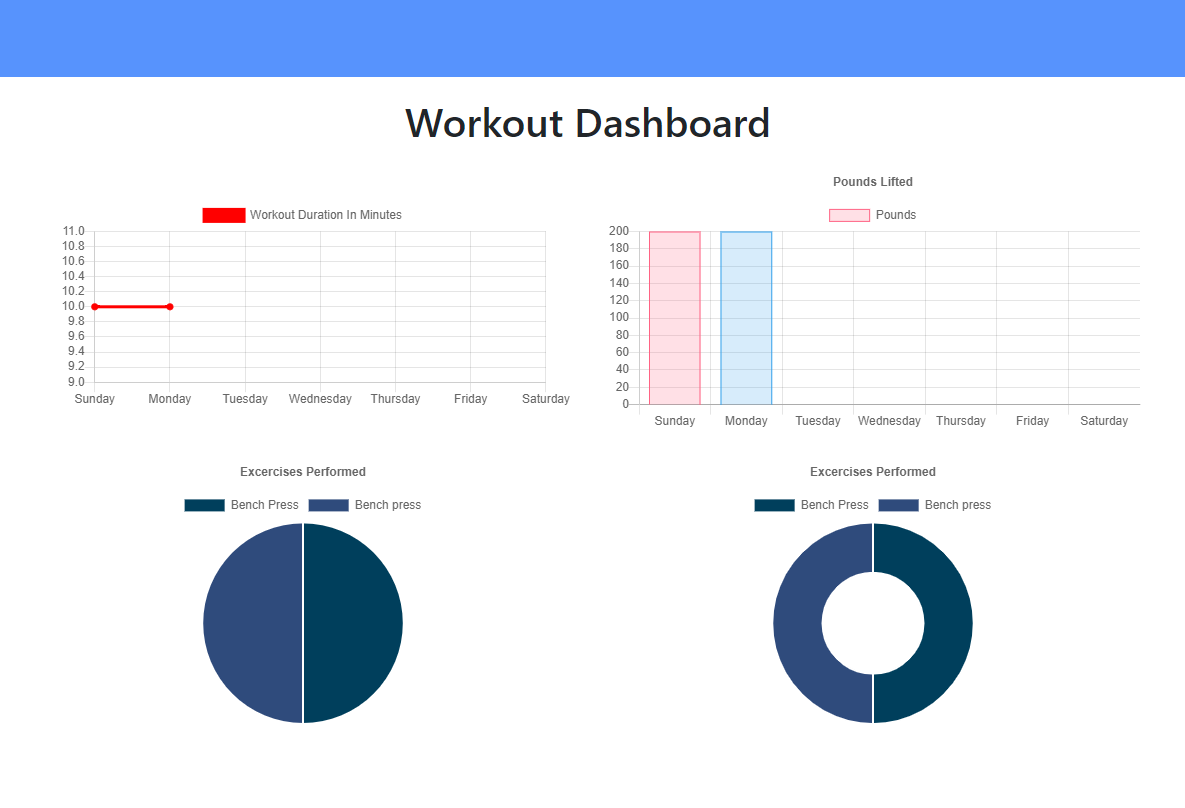 Workout Dashboard
Workout Duration In Minutes
11.0
10.8
10.6
10.4
10.2
10.0
9.8
9.6
9.4
9.2
9.0
Sunday Monday Tuesday Wednesday Thursday Friday Saturday
Pounds Lifted
Pounds
200
180
160
140
120
100
80
60
40
20
0
Sunday Monday Tuesday Wednesday Thursday Friday Saturday
Excercises Performed
Bench Press Bench press
Excercises Performed
Bench Press Bench press